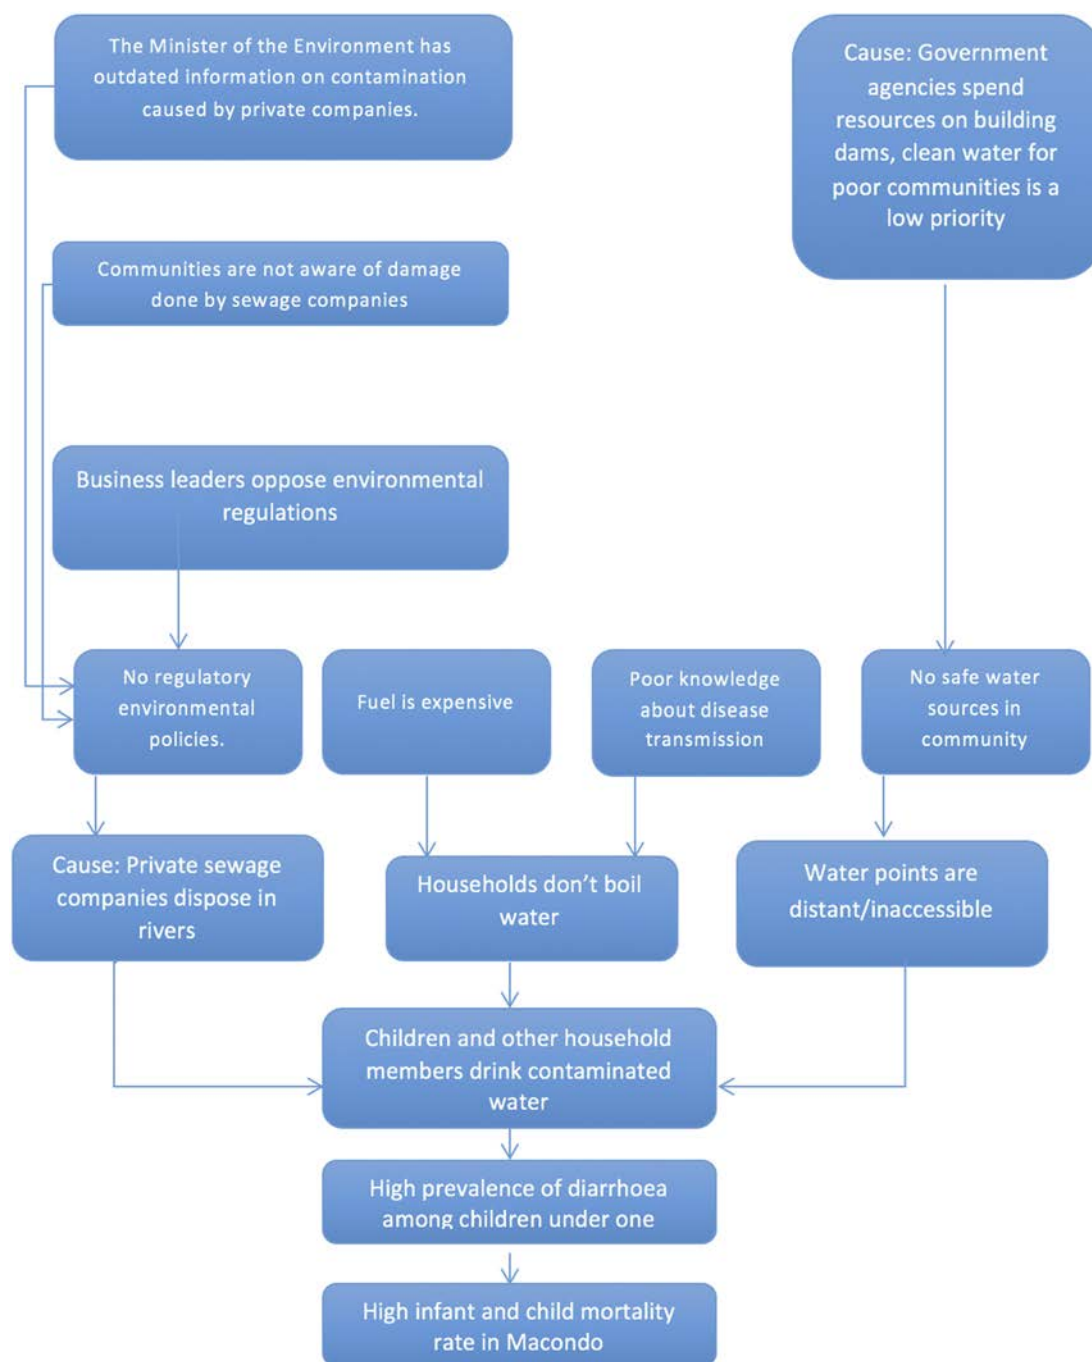 The Minister of the Environment has
outdated information on contamination
caused by private companies.
Cause: Government
agencies spend
resources on building
dams, clean water for
poor communities is a
low priority
Communities are not aware of damage
done by sewage companies
Business leaders oppose environmental
regulations
No regulatory
environmental
policies.
Fuel is expensive
Poor knowledge
about disease
transmission
No safe water
sources in
community
Cause: Private sewage
companies dispose in
rivers
Households don’t boil
water
Water points are
distant/inaccessible
Children and other household
members drink contaminated
water
High prevalence of diarrhoea
among children under one
High infant and child mortality
rate in Macondo